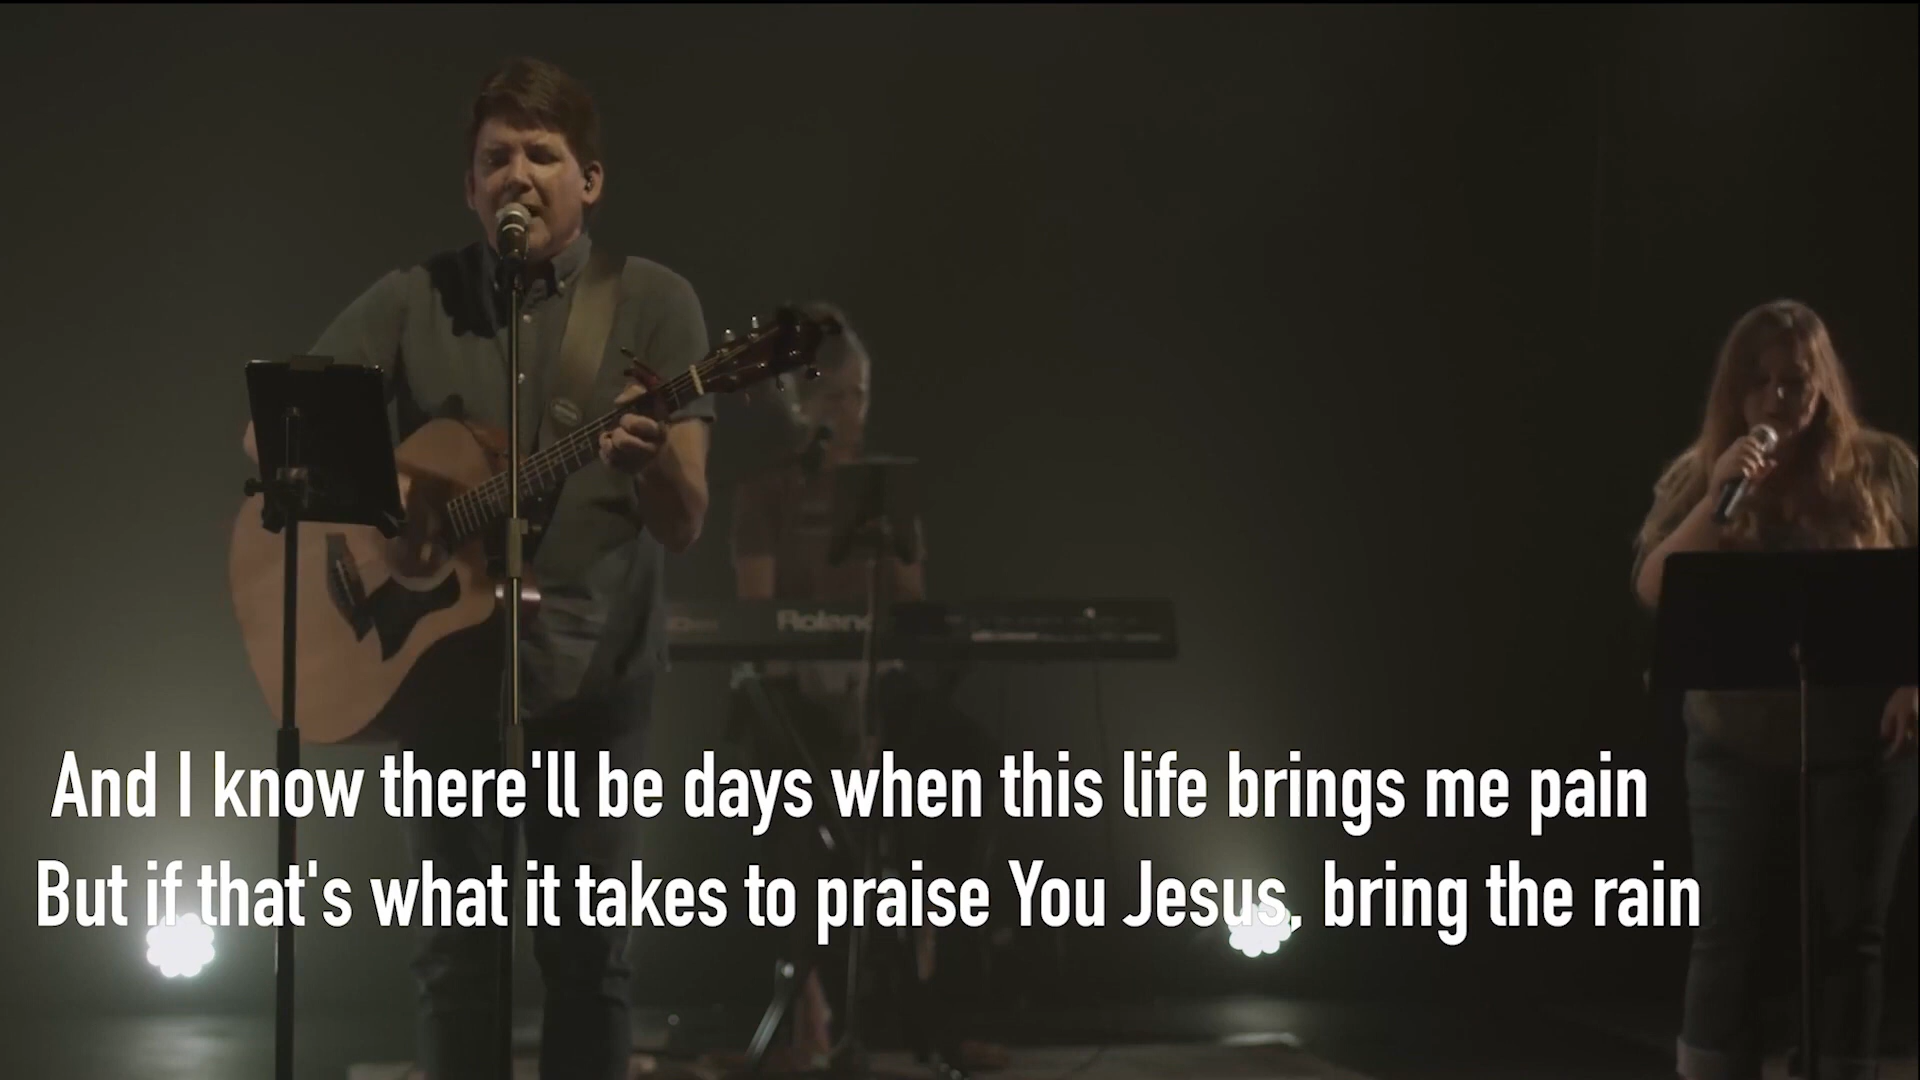 Roland
And I know there'll be days when this life brings me pain
But if that's what it takes to praise You Jesus, bring the rain